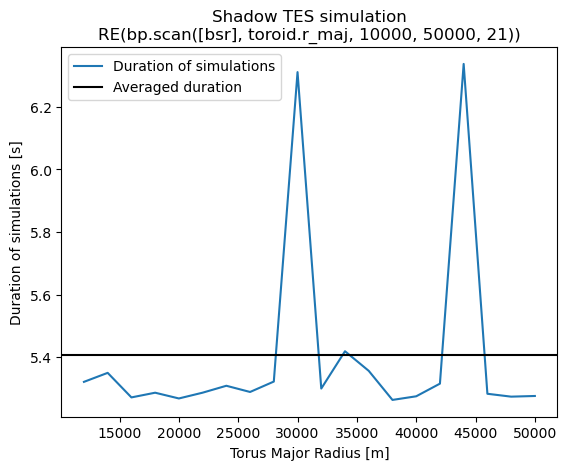 Shadow TES simulation
RE(bp.scan([bsr], toroid.r_maj, 10000, 50000, 21))
Duration of simulations
Averaged duration
Duration of simulations [s]
6.2
6.0
5.8
5.6
5.4
15000 20000 25000 30000 35000 40000 45000 50000
Torus Major Radius [m]